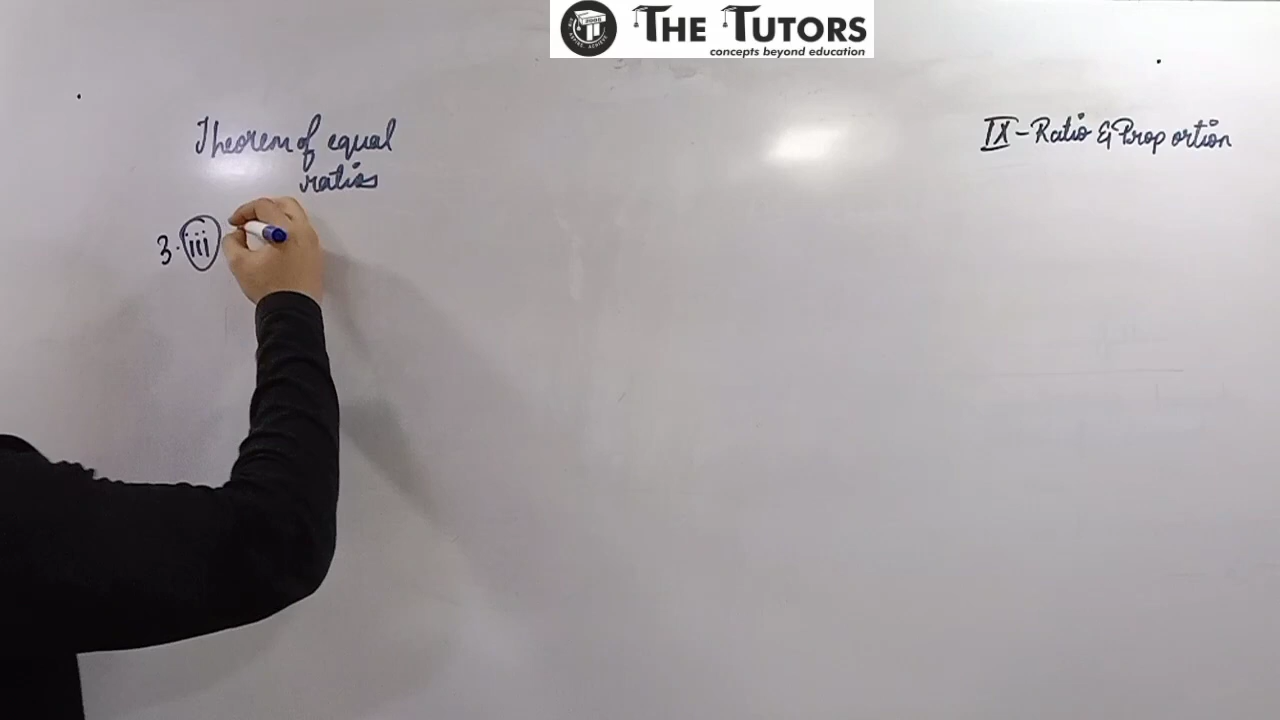 THE TUTORS
concepts beyond education
Theorem of equal
ratios
IX - Ratio & Proportion
3. iii